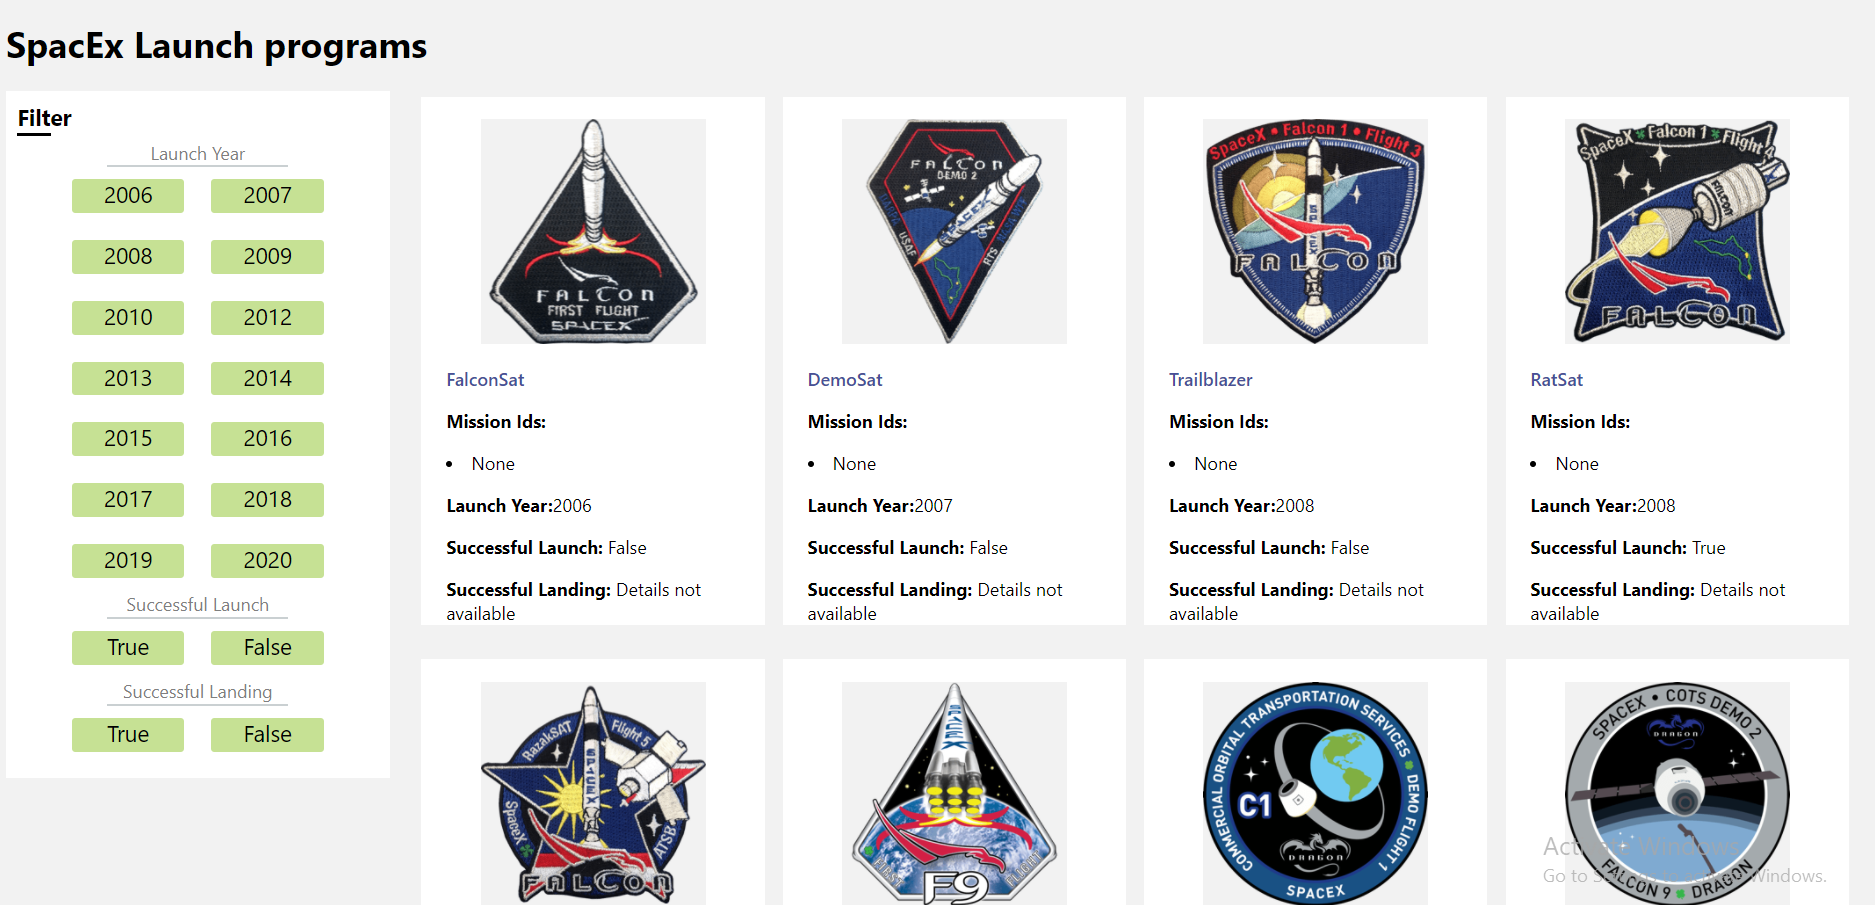 SpacEx Launch programs
Filter
Launch Year
2006
2007
2008
2009
2010
2012
2013
2014
2015
2016
2017
2018
2019
2020
Successful Launch
True
False
Successful Landing
True
False
FALCON
FIRST FLIGHT
SPACEX
FalconSat
Mission Ids:
None
Launch Year:2006
Successful Launch: False
Successful Landing: Details not
available
FALCON
DEMO 2
USAF
RTS
SPACEX
DemoSat
Mission Ids:
None
Launch Year:2007
Successful Launch: False
Successful Landing: Details not
available
SpaceX • Falcon 1 • Flight 3
SPACEX
FALCON
Trailblazer
Mission Ids:
None
Launch Year:2008
Successful Launch: False
Successful Landing: Details not
available
SpaceX Falcon 1 Flight 4
FALCON
FALCON
RatSat
Mission Ids:
None
Launch Year:2008
Successful Launch: True
Successful Landing: Details not
available
RazakSAT Flight 5
SPACEX
SpaceX
ATSB
FALCON
SPACEX
FIRST FLIGHT
F9
COMMERCIAL ORBITAL TRANSPORTATION SERVICES DEMO FLIGHT 1
C1
DRAGON
SPACEX
SPACEX • COTS DEMO 2
DRAGON
FALCON 9 DRAGON
Activate Windows
Go to Settings to activate Windows.